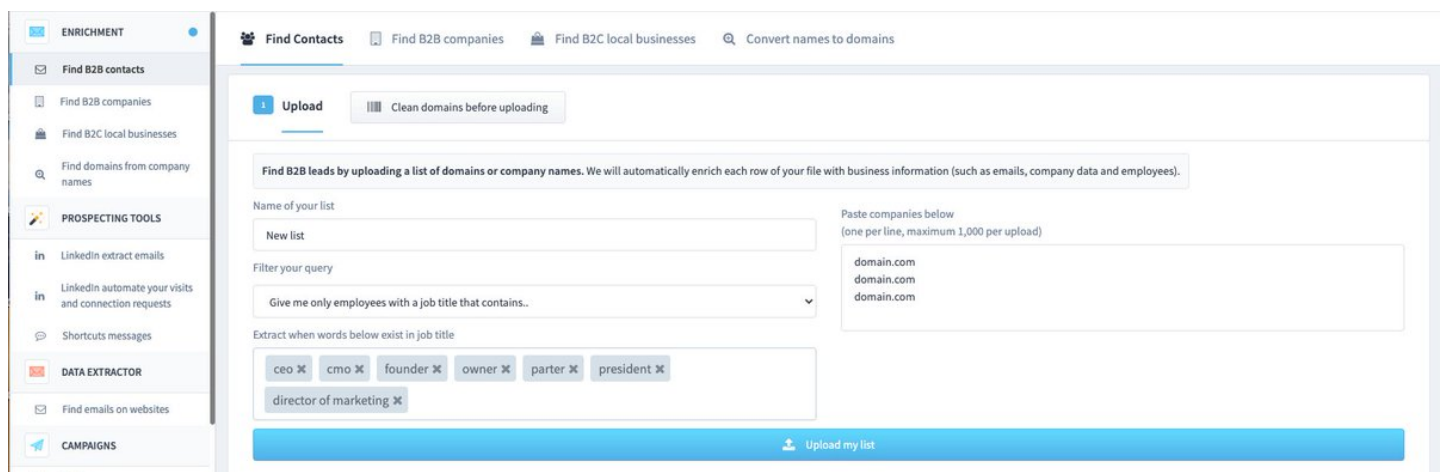 ENRICHMENT
Find B2B contacts
Find B2B companies
Find B2C local businesses
Find domains from company
names
PROSPECTING TOOLS
in LinkedIn extract emails
in LinkedIn automate your visits
and connection requests
Shortcuts messages
DATA EXTRACTOR
Find emails on websites
CAMPAIGNS
Find Contacts
Find B2B companies
Find B2C local businesses
Convert names to domains
1 Upload
Clean domains before uploading
Find B2B leads by uploading a list of domains or company names. We will automatically enrich each row of your file with business information (such as emails, company data and employees).
Name of your list
New list
Filter your query
Give me only employees with a job title that contains..
Extract when words below exist in job title
ceo ✖ cmo ✖ founder ✖ owner ✖ parter ✖ president ✖
director of marketing ✖
Paste companies below
(one per line, maximum 1,000 per upload)
domain.com
domain.com
domain.com
Upload my list